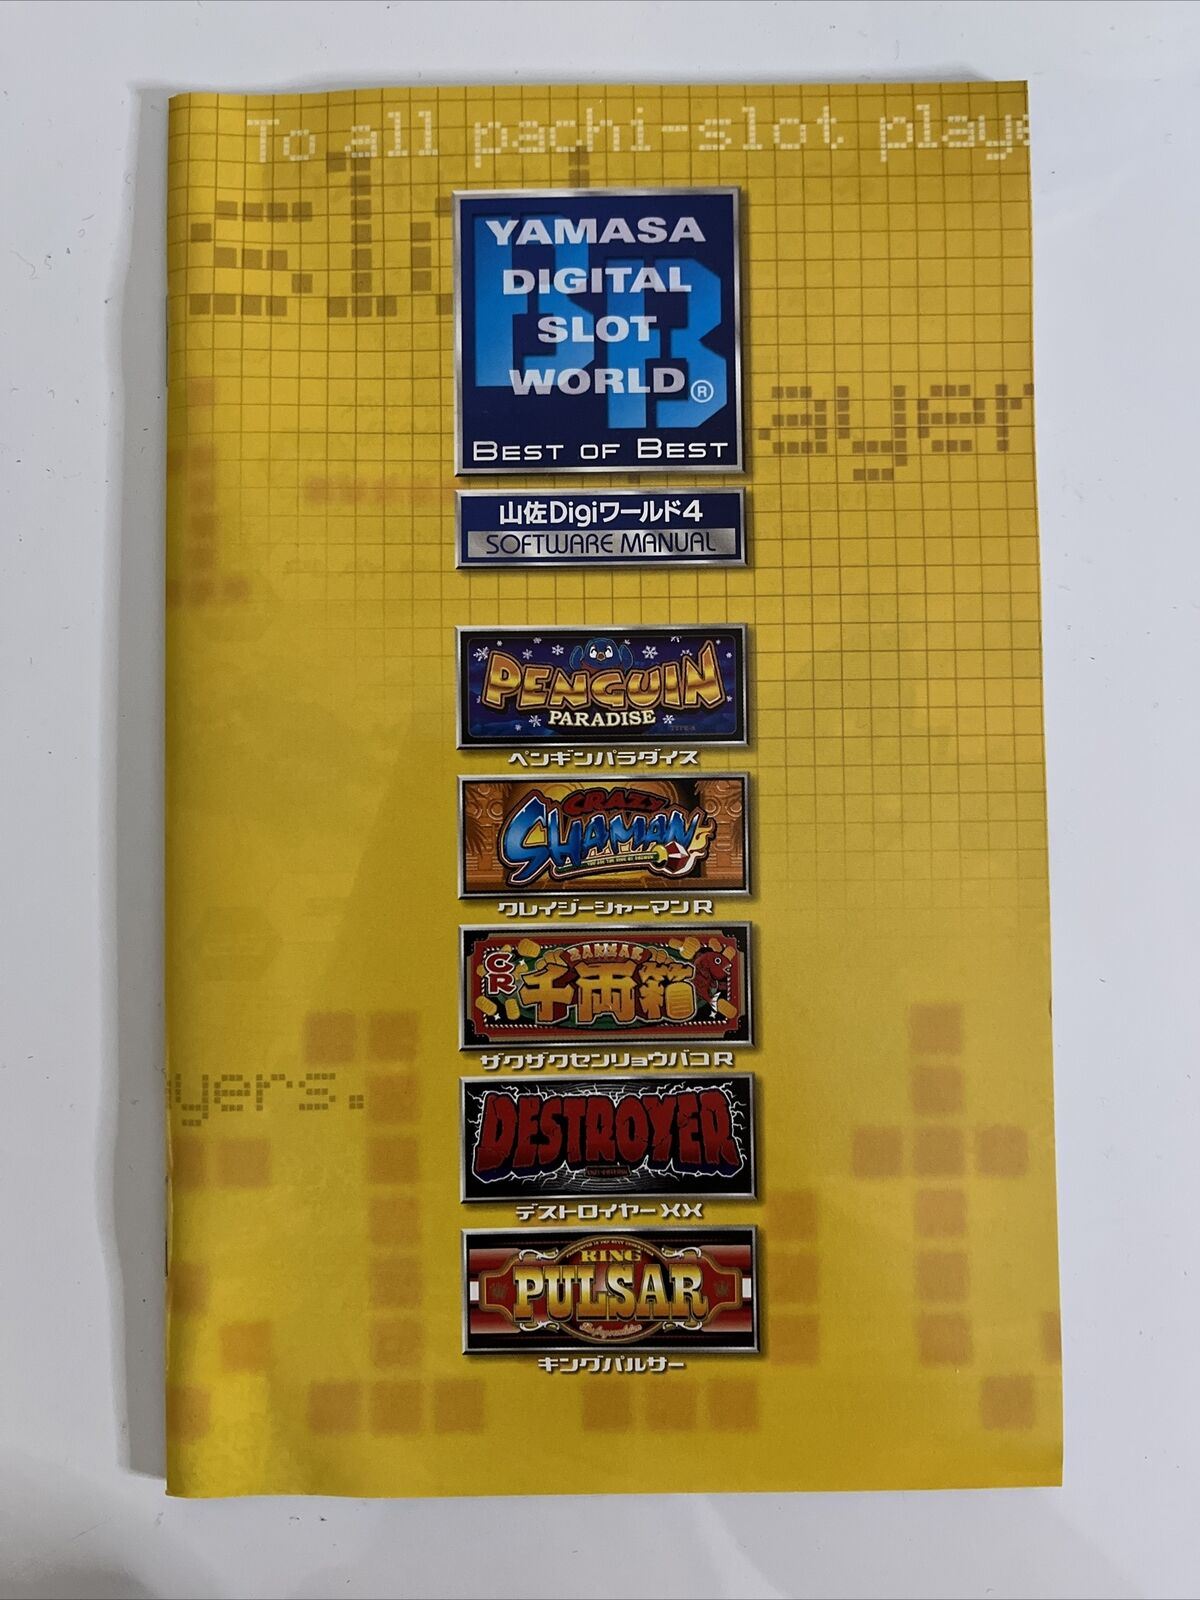 To all pachi-slot playe
slo
YAMASA
DIGITAL
SLOT
WORLD®
BEST OF BEST
ayer
山佐Digiワールド4
SOFTWARE MANUAL
PENGUIN
PARADISE
ペンギンパラダイス
CRAZY
SHAMAN
クレイジーシャーマンR
CR
ZAKZAK
千両箱
ザクザクセンリョウバコR
yers.
DESTROYER
デストロイヤーXX
KING
PULSAR
キングパルサー